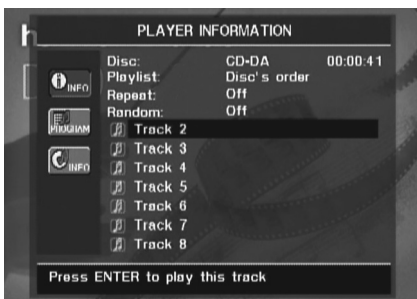 PLAYER INFORMATION
Disc: CD-DA 00:00:41
Playlist: Disc's order
Repeat: Off
Random: Off
INFO
PROGRAM
INFO
Track 2
Track 3
Track 4
Track 5
Track 6
Track 7
Track 8
Press ENTER to play this track